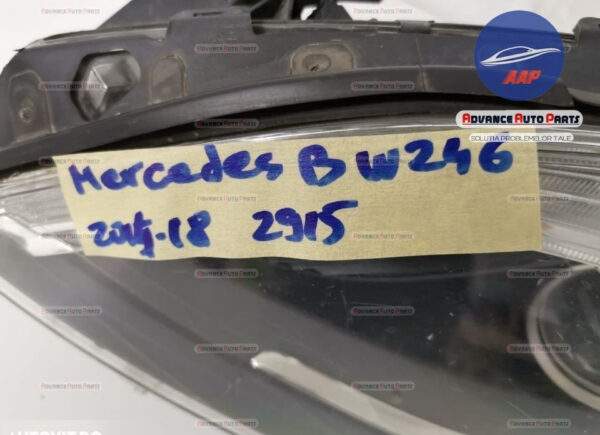 AAP
ADVANCE AUTO PARTS
SOLUTIA PROBLEMELOR TALE
Mercedes B W246
2014-18 2915